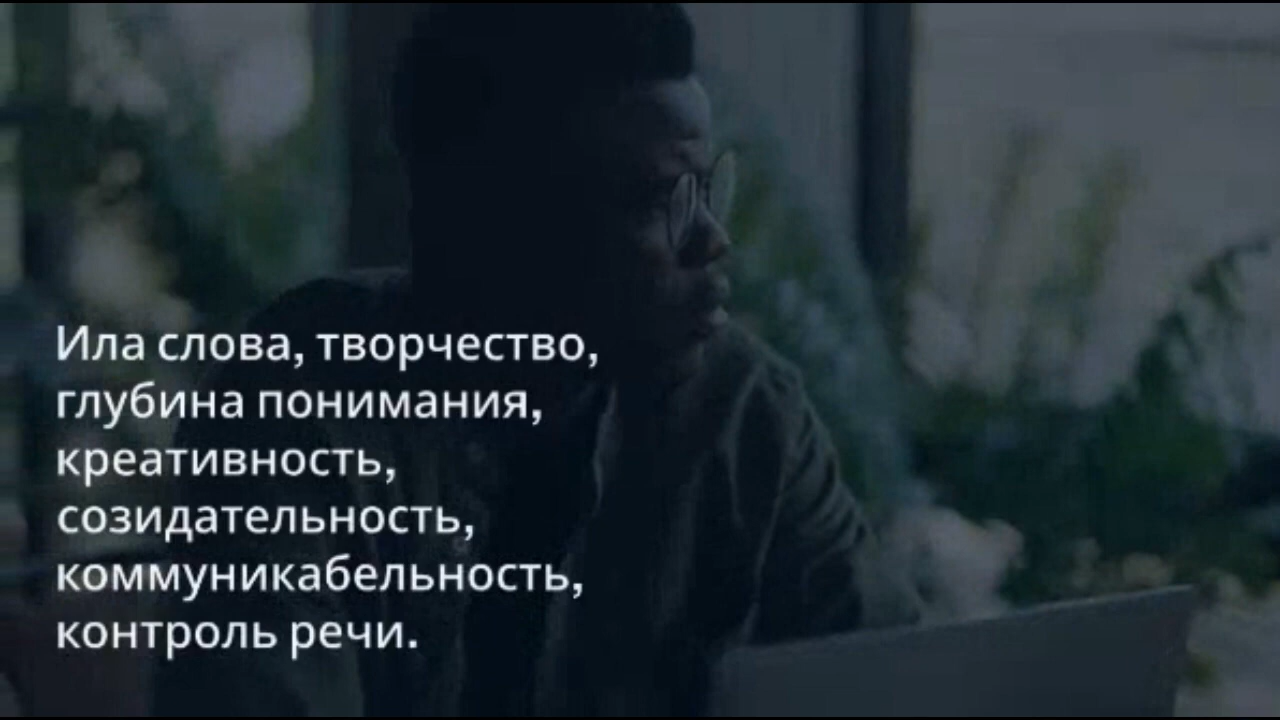 Ила слова, творчество,
глубина понимания,
креативность,
созидательность,
коммуникабельность,
контроль речи.